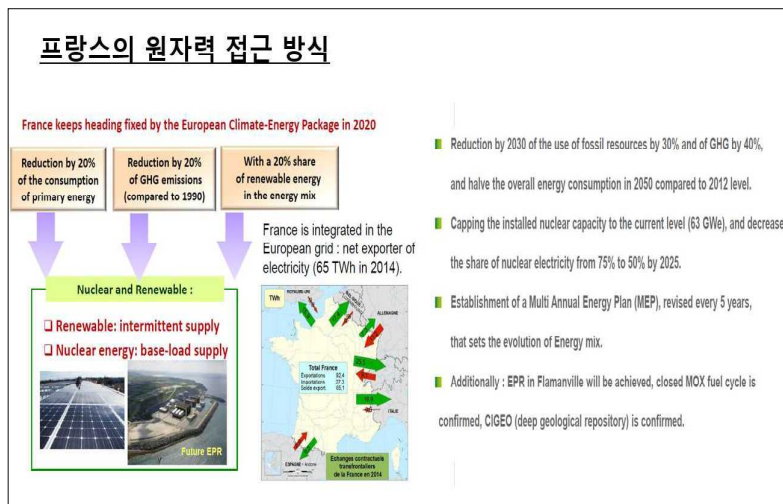 프랑스의 원자력 접근 방식
France keeps heading fixed by the European Climate-Energy Package in 2020
Reduction by 20%
of the consumption
of primary energy
Reduction by 20%
of GHG emissions
(compared to 1990)
With a 20% share
of renewable energy
in the energy mix
France is integrated in the
European grid : net exporter of
electricity (65 TWh in 2014).
Nuclear and Renewable :
Renewable: intermittent supply
Nuclear energy: base-load supply
Future EPR
TWh
ROYAUME-UNI
ALLEMAGNE
Total France
Exportations 92,4
Importations 27,3
Solde export 65,1
ITALIE
ESPAGNE
Echanges contractuels
transfrontaliers
de la France en 2014
Reduction by 2030 of the use of fossil resources by 30% and of GHG by 40%,
and halve the overall energy consumption in 2050 compared to 2012 level.
Capping the installed nuclear capacity to the current level (63 GWe), and decrease
the share of nuclear electricity from 75% to 50% by 2025.
Establishment of a Multi Annual Energy Plan (MEP), revised every 5 years,
that sets the evolution of Energy mix.
Additionally : EPR in Flamanville will be achieved, closed MOX fuel cycle is
confirmed, CIGEO (deep geological repository) is confirmed.